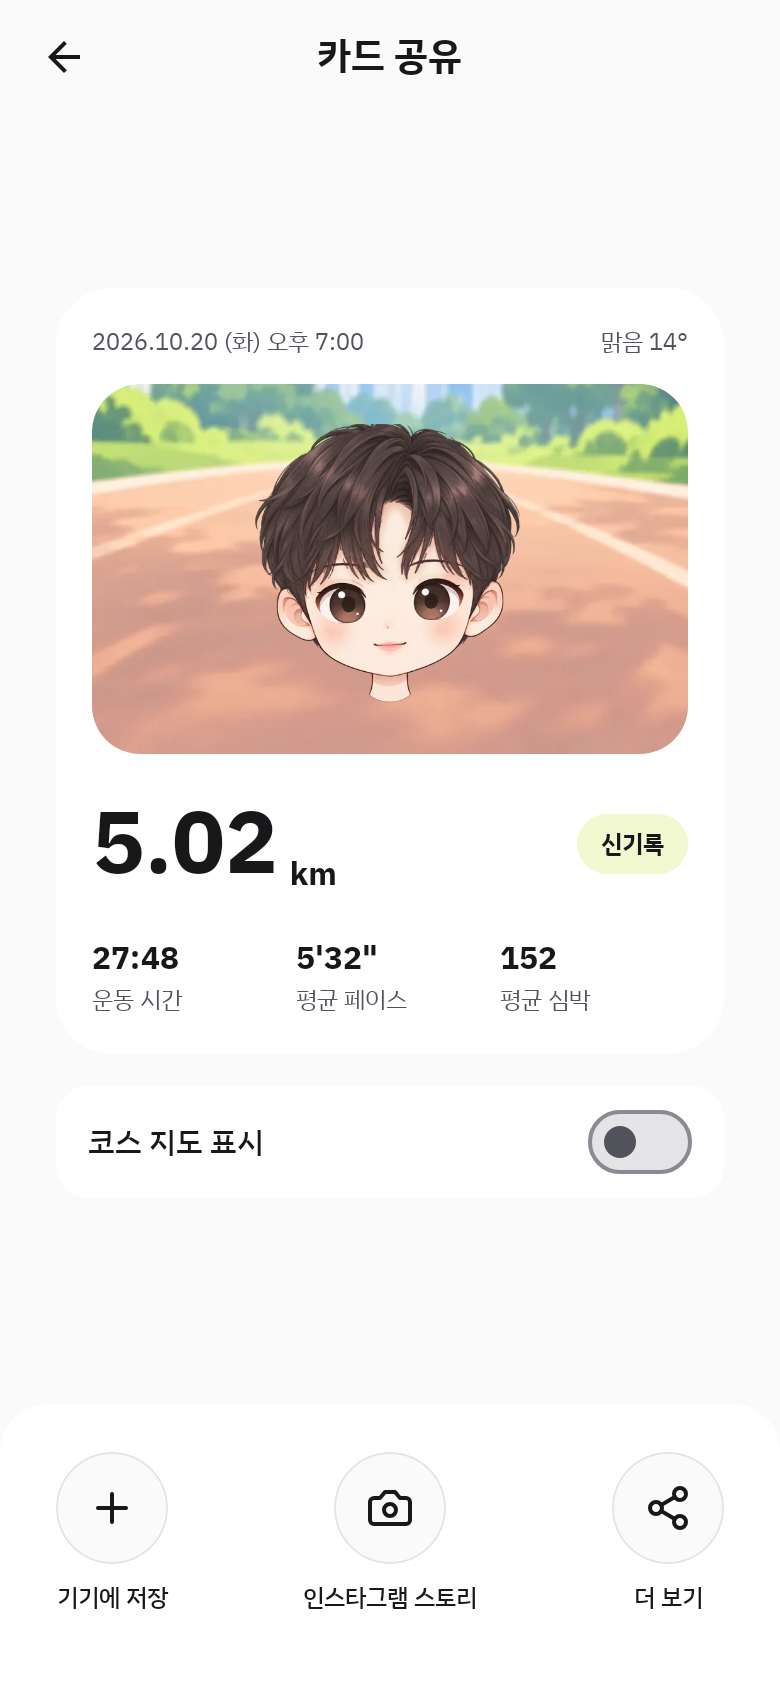 카드 공유
2026.10.20 (화) 오후 7:00 맑음 14°
5.02 km 신기록
27:48 5'32" 152
운동 시간 평균 페이스 평균 심박
코스 지도 표시
기기에 저장 인스타그램 스토리 더 보기